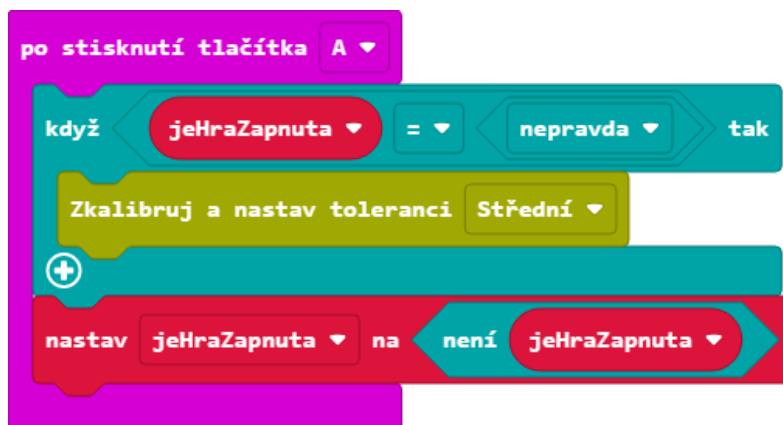 po stisknutí tlačítka A
když jeHraZapnuta = nepravda tak
Zkalibruj a nastav toleranci Střední
nastav jeHraZapnuta na není jeHraZapnuta